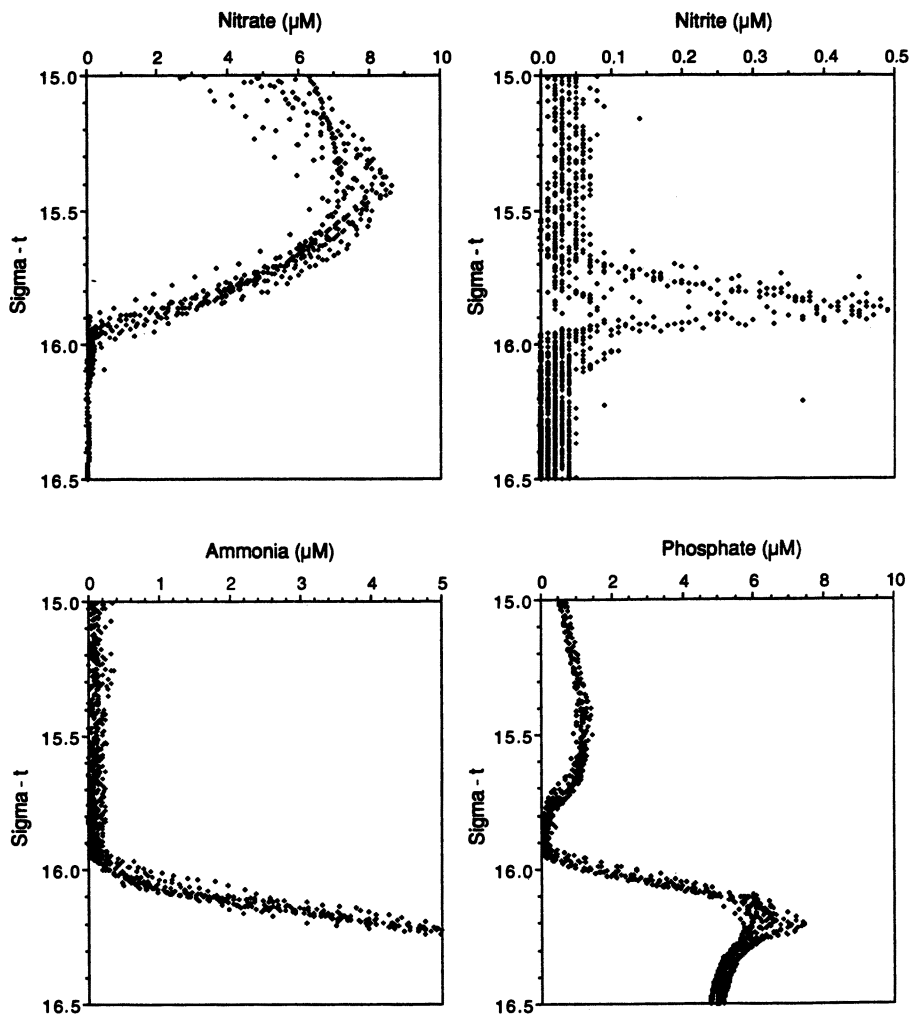 Nitrate (µM)
0 2 4 6 8 10
15.0
15.5
16.0
16.5
Sigma - t
Nitrite (µM)
0.0 0.1 0.2 0.3 0.4 0.5
15.0
15.5
16.0
16.5
Sigma - t
Ammonia (µM)
0 1 2 3 4 5
15.0
15.5
16.0
16.5
Sigma - t
Phosphate (µM)
0 2 4 6 8 10
15.0
15.5
16.0
16.5
Sigma - t